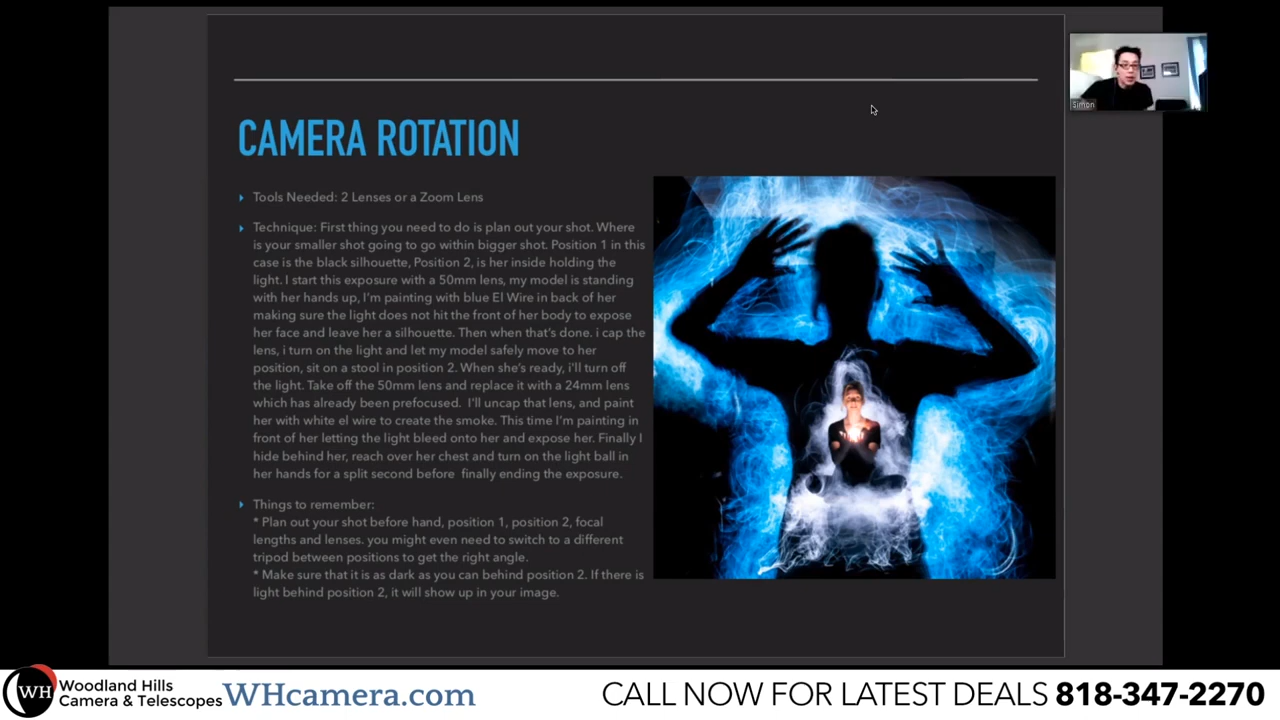 CAMERA ROTATION
Tools Needed: 2 Lenses or a Zoom Lens
Technique: First thing you need to do is plan out your shot. Where
is your smaller shot going to go within bigger shot. Position 1 in this
case is the black silhouette, Position 2, is her inside holding the
light. I start this exposure with a 50mm lens, my model is standing
with her hands up, I'm painting with blue El Wire in back of her
making sure the light does not hit the front of her body to expose
her face and leave her a silhouette. Then when that's done. i cap the
lens, i turn on the light and let my model safely move to her
position, sit on a stool in position 2. When she's ready, i'll turn off
the light. Take off the 50mm lens and replace it with a 24mm lens
which has already been prefocused. I'll uncap that lens, and paint
her with white el wire to create the smoke. This time I'm painting in
front of her letting the light bleed onto her and expose her. Finally I
hide behind her, reach over her chest and turn on the light ball in
her hands for a split second before finally ending the exposure.
Things to remember:
* Plan out your shot before hand, position 1, position 2, focal
lengths and lenses. you might even need to switch to a different
tripod between positions to get the right angle.
* Make sure that it is as dark as you can behind position 2. If there is
light behind position 2, it will show up in your image.
Simon
WH
Woodland Hills
Camera & Telescopes
WHcamera.com
CALL NOW FOR LATEST DEALS 818-347-2270